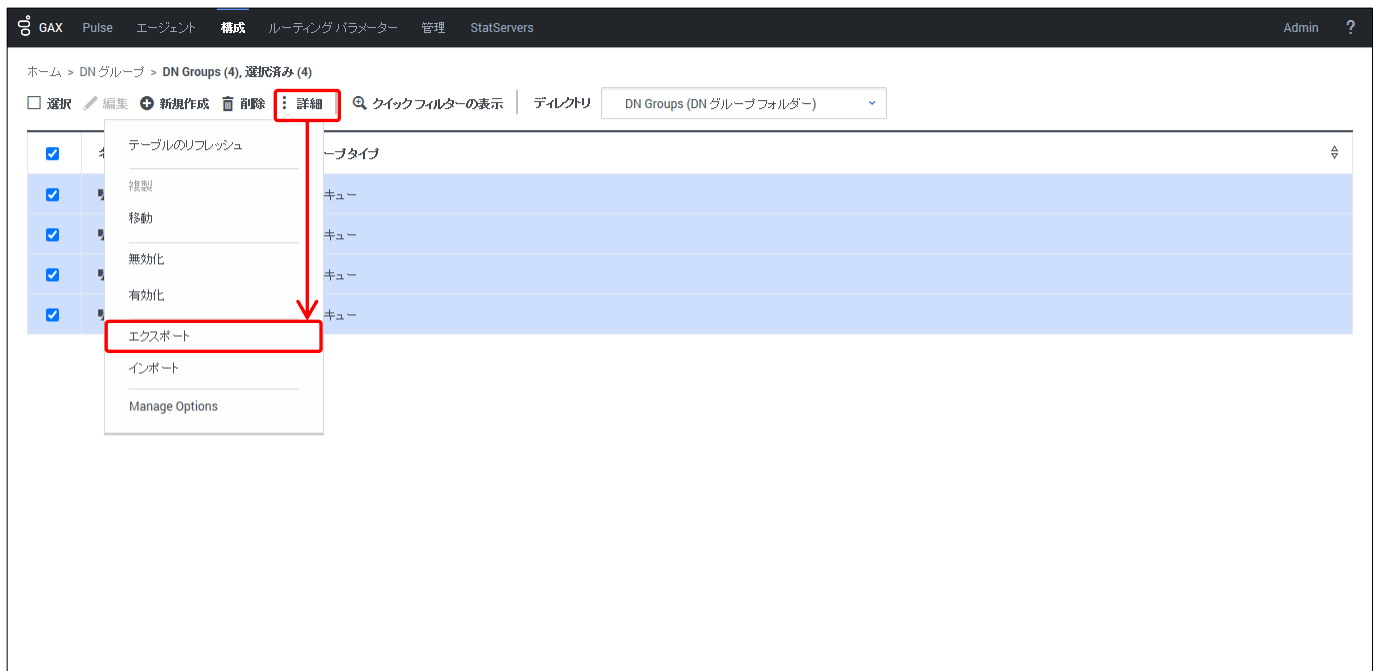 GAX Pulse エージェント 構成 ルーティング パラメーター 管理 StatServers Admin ?
ホーム > DN グループ > DN Groups (4), 選択済み (4)
選択 編集 新規作成 削除 詳細 クイック フィルターの表示 ディレクトリ DN Groups (DN グループ フォルダー)
テーブルのリフレッシュ
ープ タイプ
複製
キュー
移動
キュー
無効化
キュー
有効化
キュー
エクスポート
インポート
Manage Options